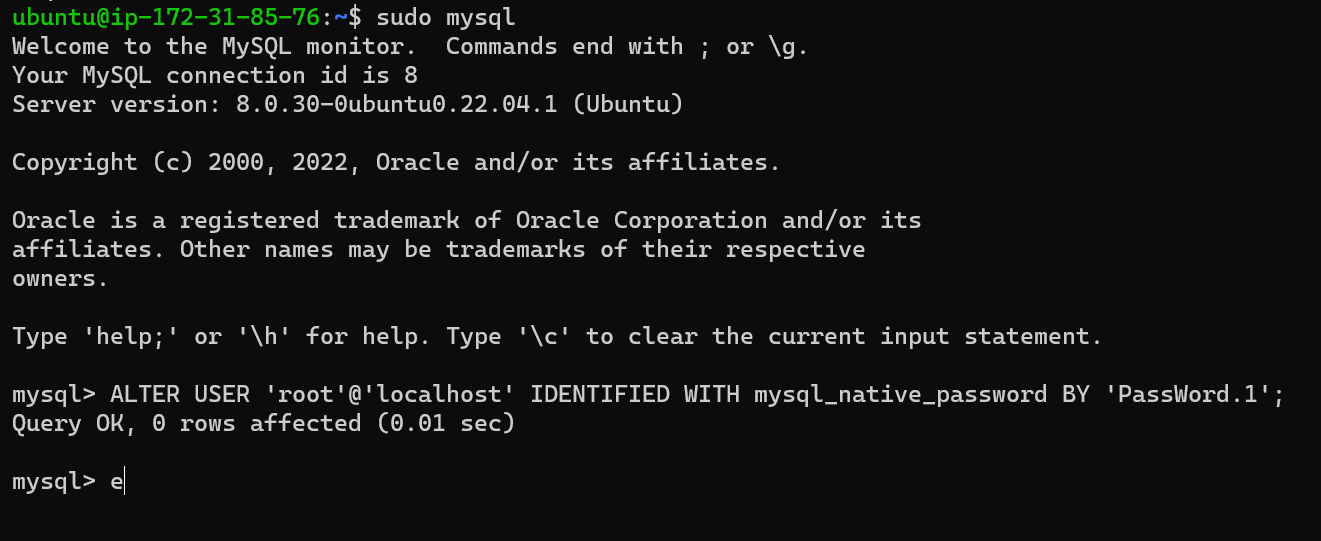 ubuntu@ip-172-31-85-76:~$ sudo mysql
Welcome to the MySQL monitor.  Commands end with ; or \g.
Your MySQL connection id is 8
Server version: 8.0.30-0ubuntu0.22.04.1 (Ubuntu)
Copyright (c) 2000, 2022, Oracle and/or its affiliates.
Oracle is a registered trademark of Oracle Corporation and/or its
affiliates. Other names may be trademarks of their respective
owners.
Type 'help;' or '\h' for help. Type '\c' to clear the current input statement.
mysql> ALTER USER 'root'@'localhost' IDENTIFIED WITH mysql_native_password BY 'PassWord.1';
Query OK, 0 rows affected (0.01 sec)
mysql> e